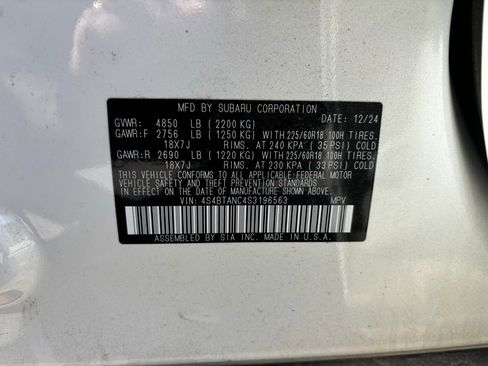 MFD BY SUBARU CORPORATION
GVWR: 4850 LB (2200 KG) DATE: 12/24
GAWR:F 2756 LB (1250 KG) WITH 225/60R18 100H TIRES.
18X7J RIMS. AT 240 KPA (35 PSI) COLD
GAWR:R 2690 LB (1220 KG) WITH 225/60R18 100H TIRES.
18X7J RIMS. AT 230 KPA (33 PSI) COLD
THIS VEHICLE CONFORMS TO ALL APPLICABLE FEDERAL MOTOR
VEHICLE SAFETY AND THEFT PREVENTION STANDARDS
IN EFFECT ON THE DATE OF MANUFACTURE SHOWN ABOVE.
VIN: 4S4BTANC4S3196563 MPV
ASSEMBLED BY SIA INC. MADE IN U.S.A.